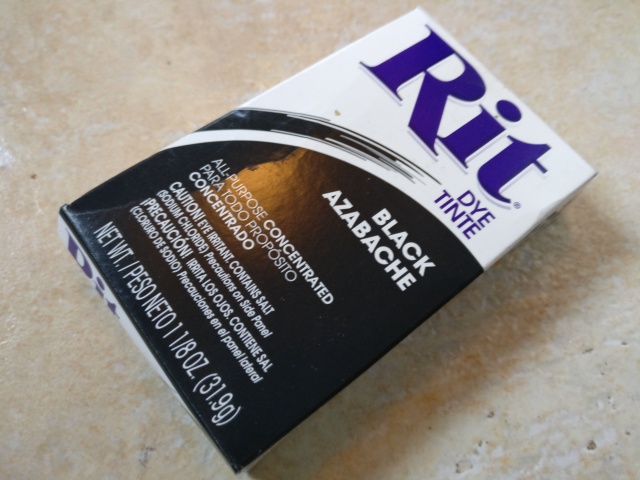 Rit®
DYE
TINTE
BLACK
AZABACHE
ALL-PURPOSE CONCENTRATED
PARA TODO PROPÓSITO
CONCENTRADO
CAUTION! EYE IRRITANT. CONTAINS SALT
(SODIUM CHLORIDE) Precautions on Side Panel
¡PRECAUCIÓN! IRRITA LOS OJOS. CONTIENE SAL
(CLORURO DE SODIO) Precauciones en el panel lateral
NET WT./PESO NETO 1 1/8 OZ. (31.9g)
Rit